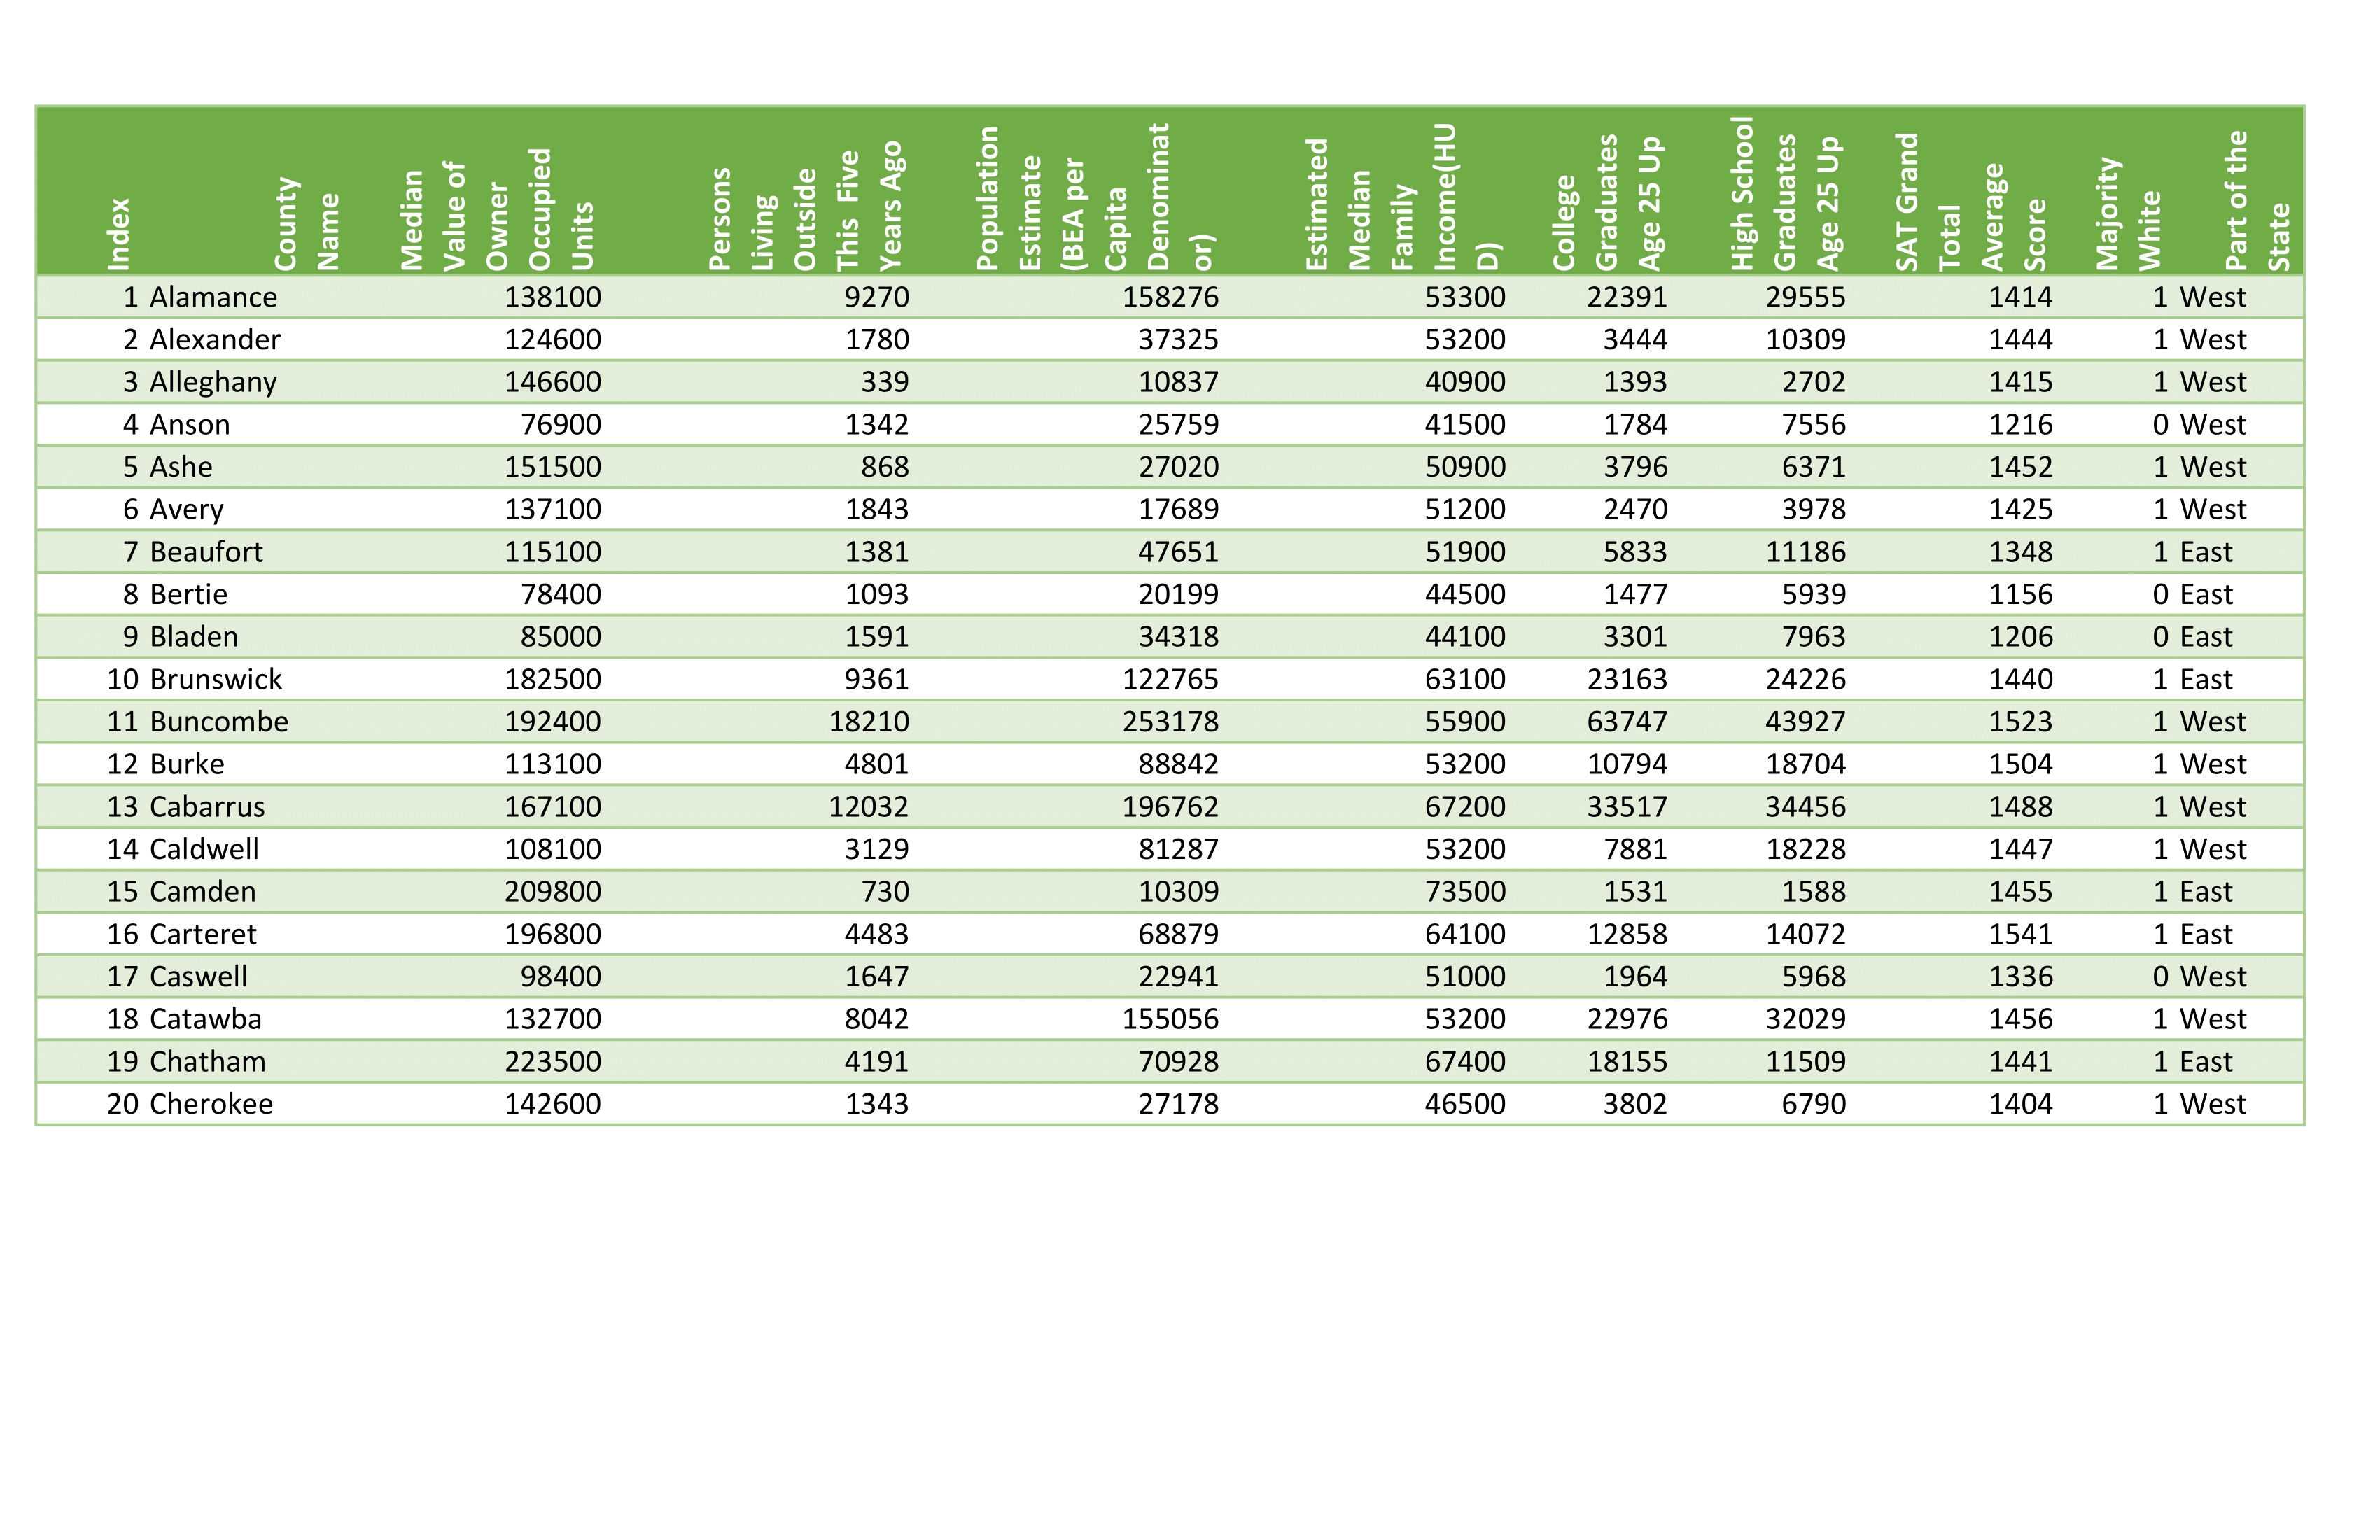 Index County Name Median Value of Owner Occupied Units Persons Living Outside This Five Years Ago Population Estimate (BEA per Capita Denominat or) Estimated Median Family Income(HU D) College Graduates Age 25 Up High School Graduates Age 25 Up SAT Grand Total Average Score Majority White Part of the State
1 Alamance 138100 9270 158276 53300 22391 29555 1414 1 West
2 Alexander 124600 1780 37325 53200 3444 10309 1444 1 West
3 Alleghany 146600 339 10837 40900 1393 2702 1415 1 West
4 Anson 76900 1342 25759 41500 1784 7556 1216 0 West
5 Ashe 151500 868 27020 50900 3796 6371 1452 1 West
6 Avery 137100 1843 17689 51200 2470 3978 1425 1 West
7 Beaufort 115100 1381 47651 51900 5833 11186 1348 1 East
8 Bertie 78400 1093 20199 44500 1477 5939 1156 0 East
9 Bladen 85000 1591 34318 44100 3301 7963 1206 0 East
10 Brunswick 182500 9361 122765 63100 23163 24226 1440 1 East
11 Buncombe 192400 18210 253178 55900 63747 43927 1523 1 West
12 Burke 113100 4801 88842 53200 10794 18704 1504 1 West
13 Cabarrus 167100 12032 196762 67200 33517 34456 1488 1 West
14 Caldwell 108100 3129 81287 53200 7881 18228 1447 1 West
15 Camden 209800 730 10309 73500 1531 1588 1455 1 East
16 Carteret 196800 4483 68879 64100 12858 14072 1541 1 East
17 Caswell 98400 1647 22941 51000 1964 5968 1336 0 West
18 Catawba 132700 8042 155056 53200 22976 32029 1456 1 West
19 Chatham 223500 4191 70928 67400 18155 11509 1441 1 East
20 Cherokee 142600 1343 27178 46500 3802 6790 1404 1 West